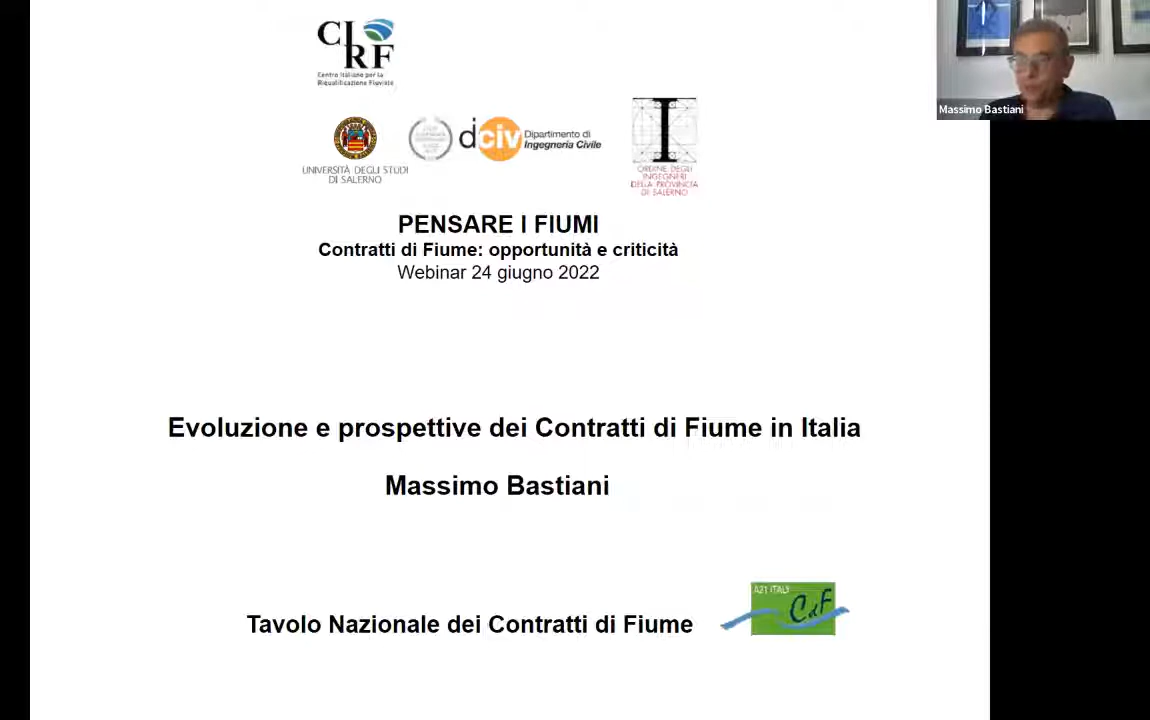 CIRF
Centro Italiano per la
Riqualificazione Fluviale
Massimo Bastiani
UNIVERSITÀ DEGLI STUDI
DI SALERNO
dciv
Dipartimento di
Ingegneria Civile
I
ORDINE DEGLI
INGEGNERI
DELLA PROVINCIA
DI SALERNO
PENSARE I FIUMI
Contratti di Fiume: opportunità e criticità
Webinar 24 giugno 2022
Evoluzione e prospettive dei Contratti di Fiume in Italia
Massimo Bastiani
Tavolo Nazionale dei Contratti di Fiume
A21 ITALY
CdF